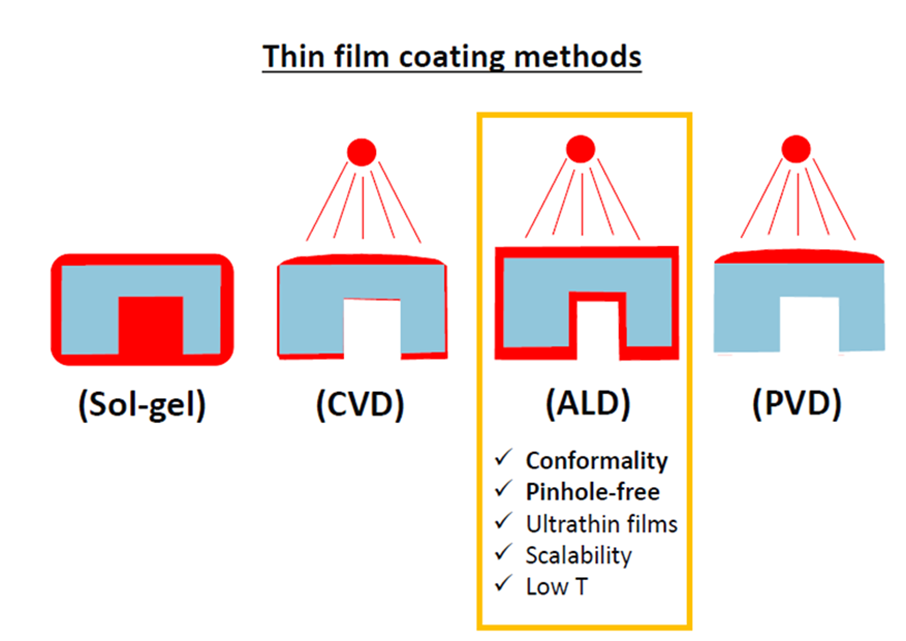 Thin film coating methods
(Sol-gel)
(CVD)
(ALD)
(PVD)
✓ Conformality
✓ Pinhole-free
✓ Ultrathin films
✓ Scalability
✓ Low T